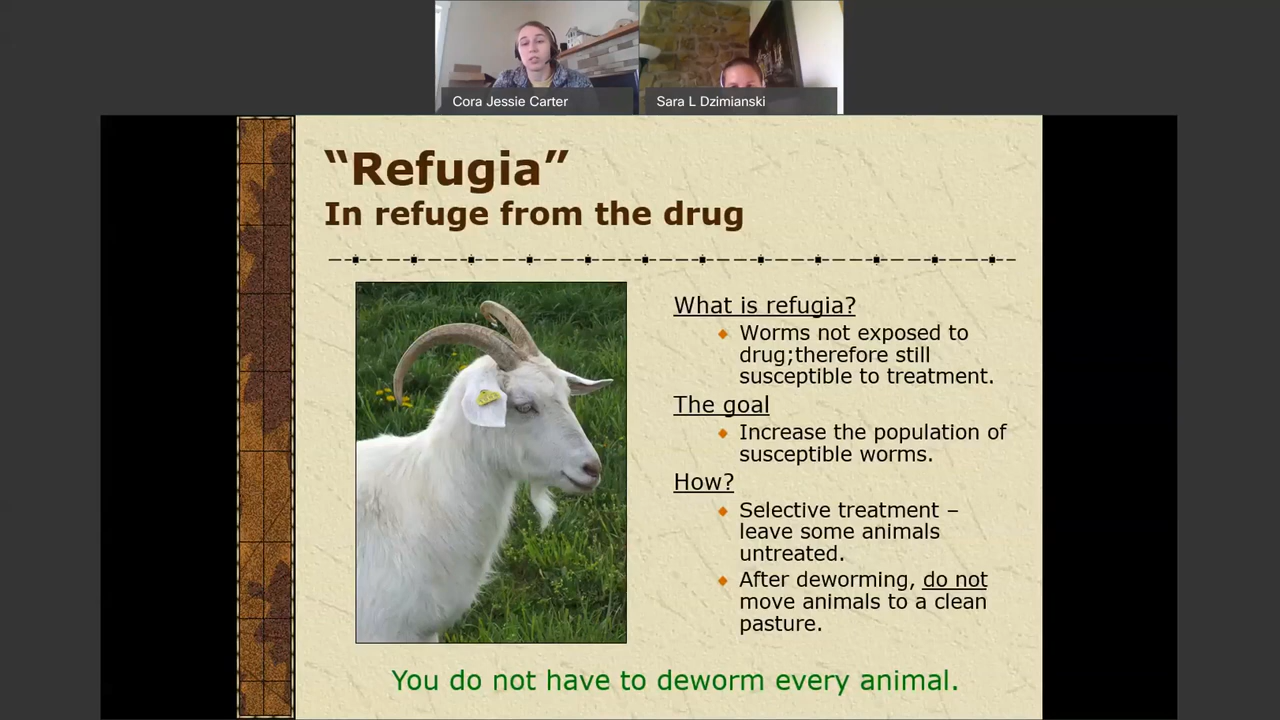 Cora Jessie Carter
Sara L Dzimianski
“Refugia”
In refuge from the drug
What is refugia?
Worms not exposed to
drug;therefore still
susceptible to treatment.
The goal
Increase the population of
susceptible worms.
How?
Selective treatment –
leave some animals
untreated.
After deworming, do not
move animals to a clean
pasture.
You do not have to deworm every animal.